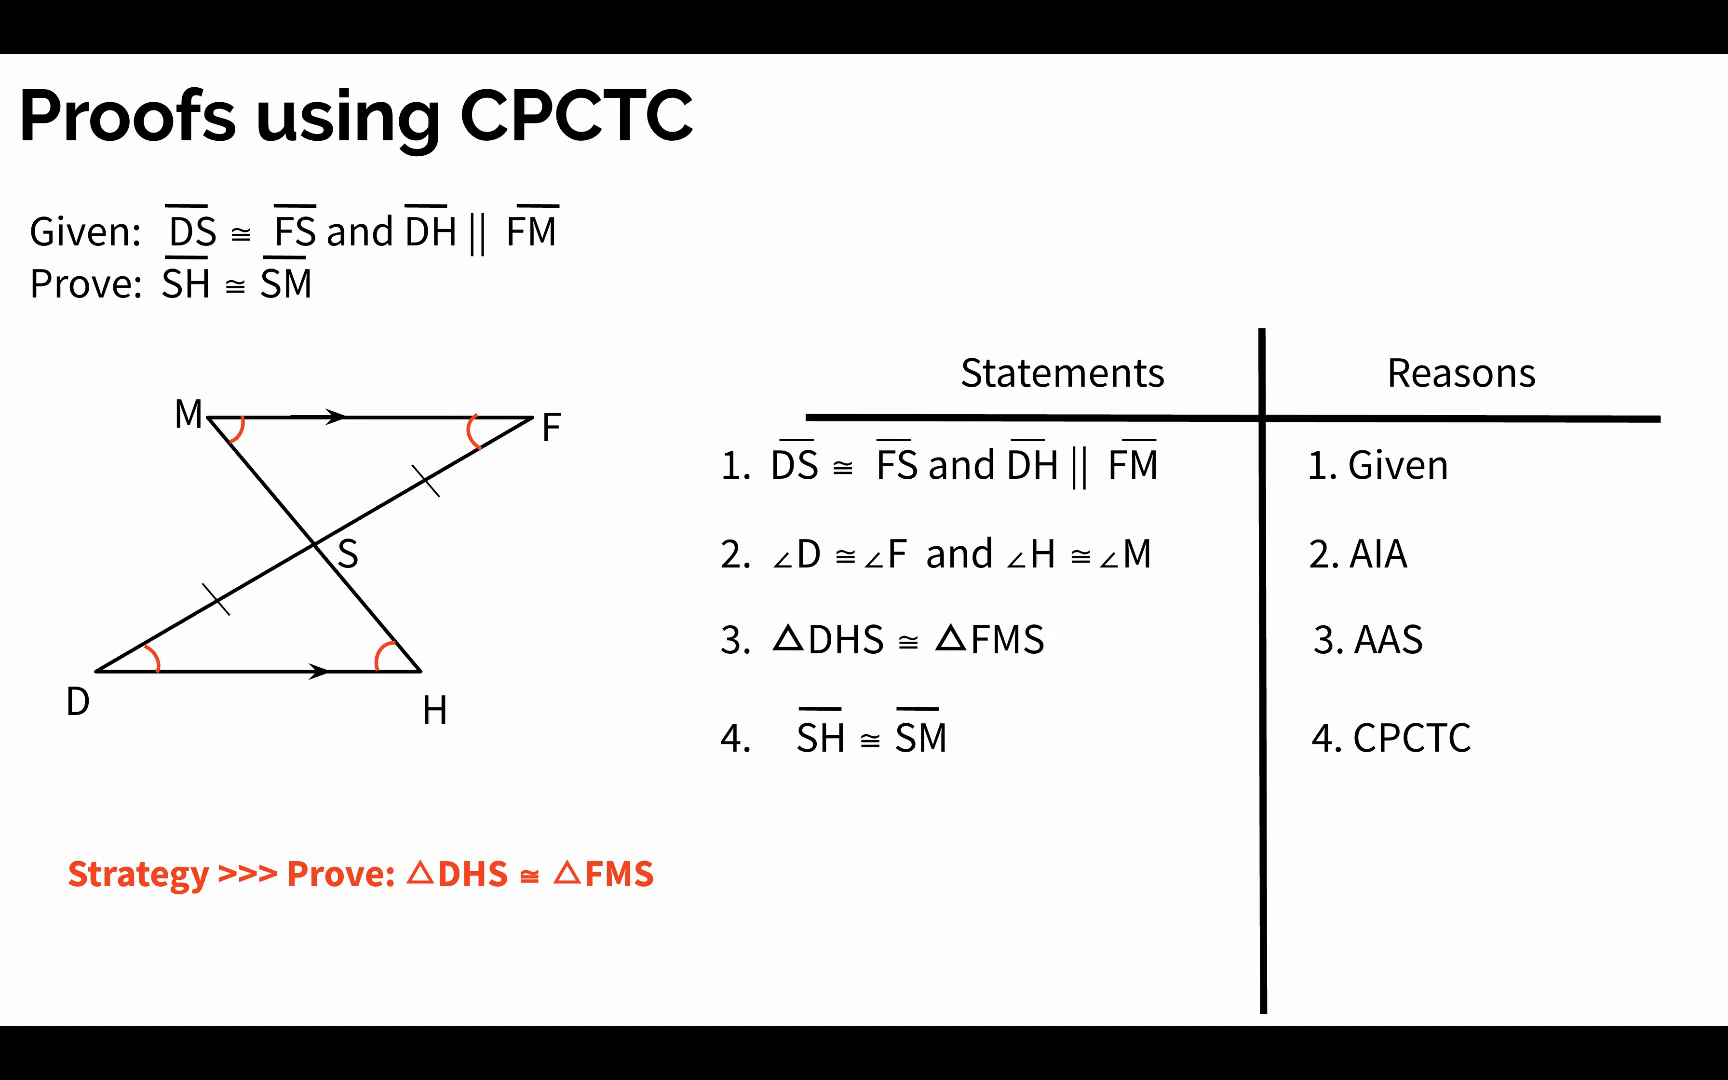 Proofs using CPCTC
Given: DS ≅ FS and DH || FM
Prove: SH ≅ SM
Statements
Reasons
1. DS ≅ FS and DH || FM
1. Given
2. ∠D ≅ ∠F and ∠H ≅ ∠M
2. AIA
3. △DHS ≅ △FMS
3. AAS
4. SH ≅ SM
4. CPCTC
M
F
S
D
H
Strategy >>> Prove: △DHS ≅ △FMS